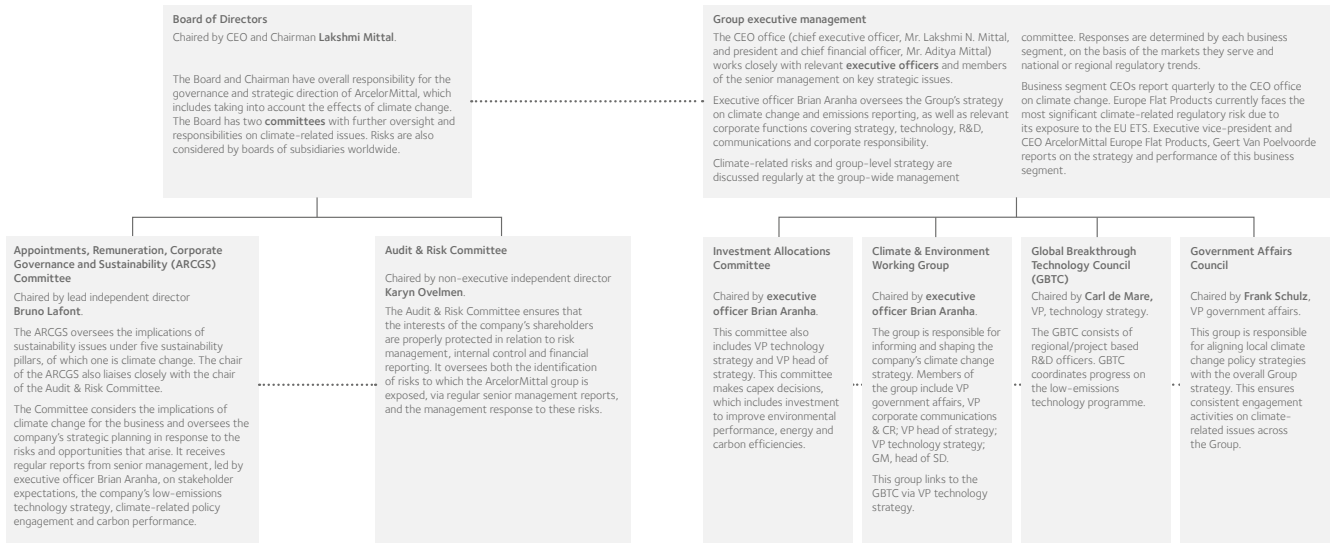 Board of Directors
Chaired by CEO and Chairman Lakshmi Mittal.
The Board and Chairman have overall responsibility for the
governance and strategic direction of ArcelorMittal, which
includes taking into account the effects of climate change.
The Board has two committees with further oversight and
responsibilities on climate-related issues. Risks are also
considered by boards of subsidiaries worldwide.
Group executive management
The CEO office (chief executive officer, Mr. Lakshmi N. Mittal,
and president and chief financial officer, Mr. Aditya Mittal)
works closely with relevant executive officers and members
of the senior management on key strategic issues.
Executive officer Brian Aranha oversees the Group's strategy
on climate change and emissions reporting, as well as relevant
corporate functions covering strategy, technology, R&D,
communications and corporate responsibility.
Climate-related risks and group-level strategy are
discussed regularly at the group-wide management
committee. Responses are determined by each business
segment, on the basis of the markets they serve and
national or regional regulatory trends.
Business segment CEOs report quarterly to the CEO office
on climate change. Europe Flat Products currently faces the
most significant climate-related regulatory risk due to
its exposure to the EU ETS. Executive vice-president and
CEO ArcelorMittal Europe Flat Products, Geert Van Poelvoorde
reports on the strategy and performance of this business
segment.
Appointments, Remuneration, Corporate
Governance and Sustainability (ARCGS)
Committee
Chaired by lead independent director
Bruno Lafont.
The ARCGS oversees the implications of
sustainability issues under five sustainability
pillars, of which one is climate change. The chair
of the ARCGS also liaises closely with the chair
of the Audit & Risk Committee.
The Committee considers the implications of
climate change for the business and oversees the
company's strategic planning in response to the
risks and opportunities that arise. It receives
regular reports from senior management, led by
executive officer Brian Aranha, on stakeholder
expectations, the company's low-emissions
technology strategy, climate-related policy
engagement and carbon performance.
Audit & Risk Committee
Chaired by non-executive independent director
Karyn Ovelmen.
The Audit & Risk Committee ensures that
the interests of the company's shareholders
are properly protected in relation to risk
management, internal control and financial
reporting. It oversees both the identification
of risks to which the ArcelorMittal group is
exposed, via regular senior management reports,
and the management response to these risks.
Investment Allocations
Committee
Chaired by executive
officer Brian Aranha.
This committee also
includes VP technology
strategy and VP head of
strategy. This committee
makes capex decisions,
which includes investment
to improve environmental
performance, energy and
carbon efficiencies.
Climate & Environment
Working Group
Chaired by executive
officer Brian Aranha.
The group is responsible for
informing and shaping the
company's climate change
strategy. Members of
the group include VP
government affairs, VP
corporate communications
& CR; VP head of strategy;
VP technology strategy;
GM, head of SD.
This group links to the
GBTC via VP technology
strategy.
Global Breakthrough
Technology Council
(GBTC)
Chaired by Carl de Mare,
VP, technology strategy.
The GBTC consists of
regional/project based
R&D officers. GBTC
coordinates progress on
the low-emissions
technology programme.
Government Affairs
Council
Chaired by Frank Schulz,
VP government affairs.
This group is responsible
for aligning local climate
change policy strategies
with the overall Group
strategy. This ensures
consistent engagement
activities on climate-
related issues across
the Group.